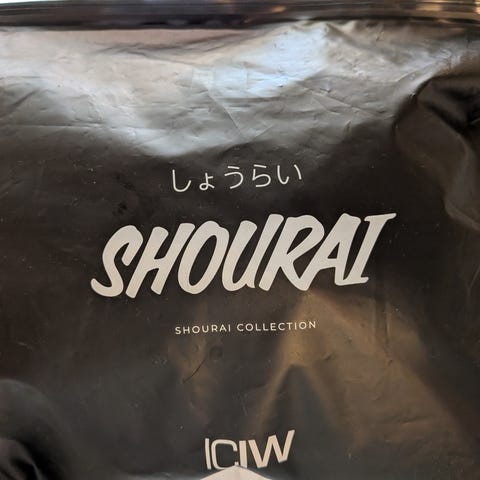 しょうらい
SHOURAI
SHOURAI COLLECTION
ICIW